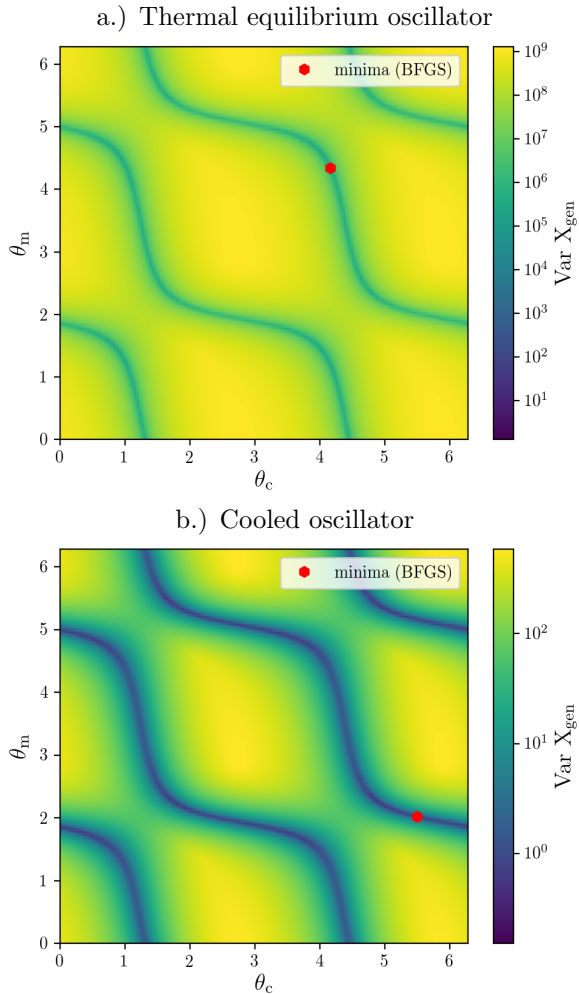 a.) Thermal equilibrium oscillator
minima (BFGS)
6
5
4
3
2
1
0
θm
0 1 2 3 4 5 6
θc
10^9
10^8
10^7
10^6
10^5
10^4
10^3
10^2
10^1
Var Xgen
b.) Cooled oscillator
minima (BFGS)
6
5
4
3
2
1
0
θm
0 1 2 3 4 5 6
θc
10^2
10^1
10^0
Var Xgen